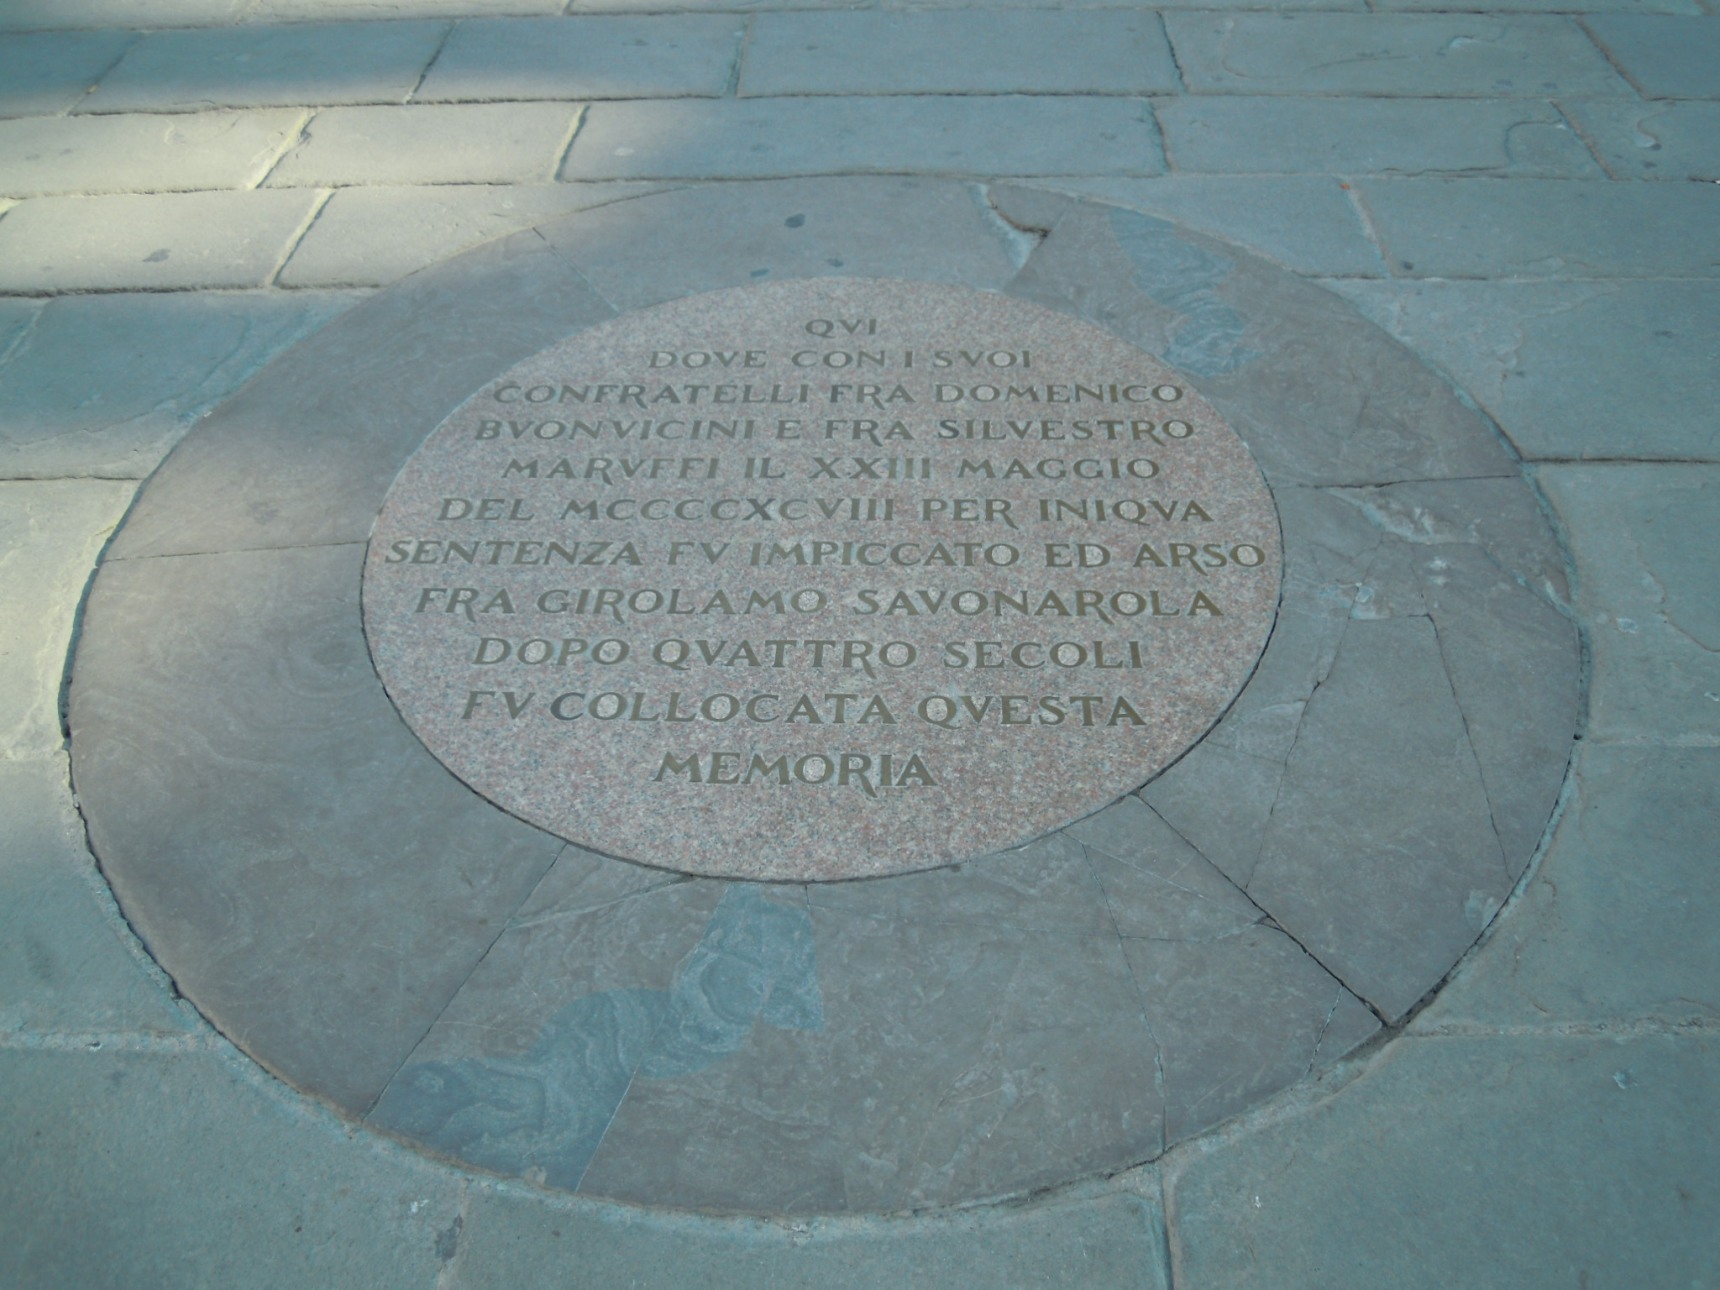 QVI
DOVE CON I SVOI
CONFRATELLI FRA DOMENICO
BVONVICINI E FRA SILVESTRO
MARVFFI IL XXIII MAGGIO
DEL MCCCCXCVIII PER INIQVA
SENTENZA FV IMPICCATO ED ARSO
FRA GIROLAMO SAVONAROLA
DOPO QVATTRO SECOLI
FV COLLOCATA QVESTA
MEMORIA